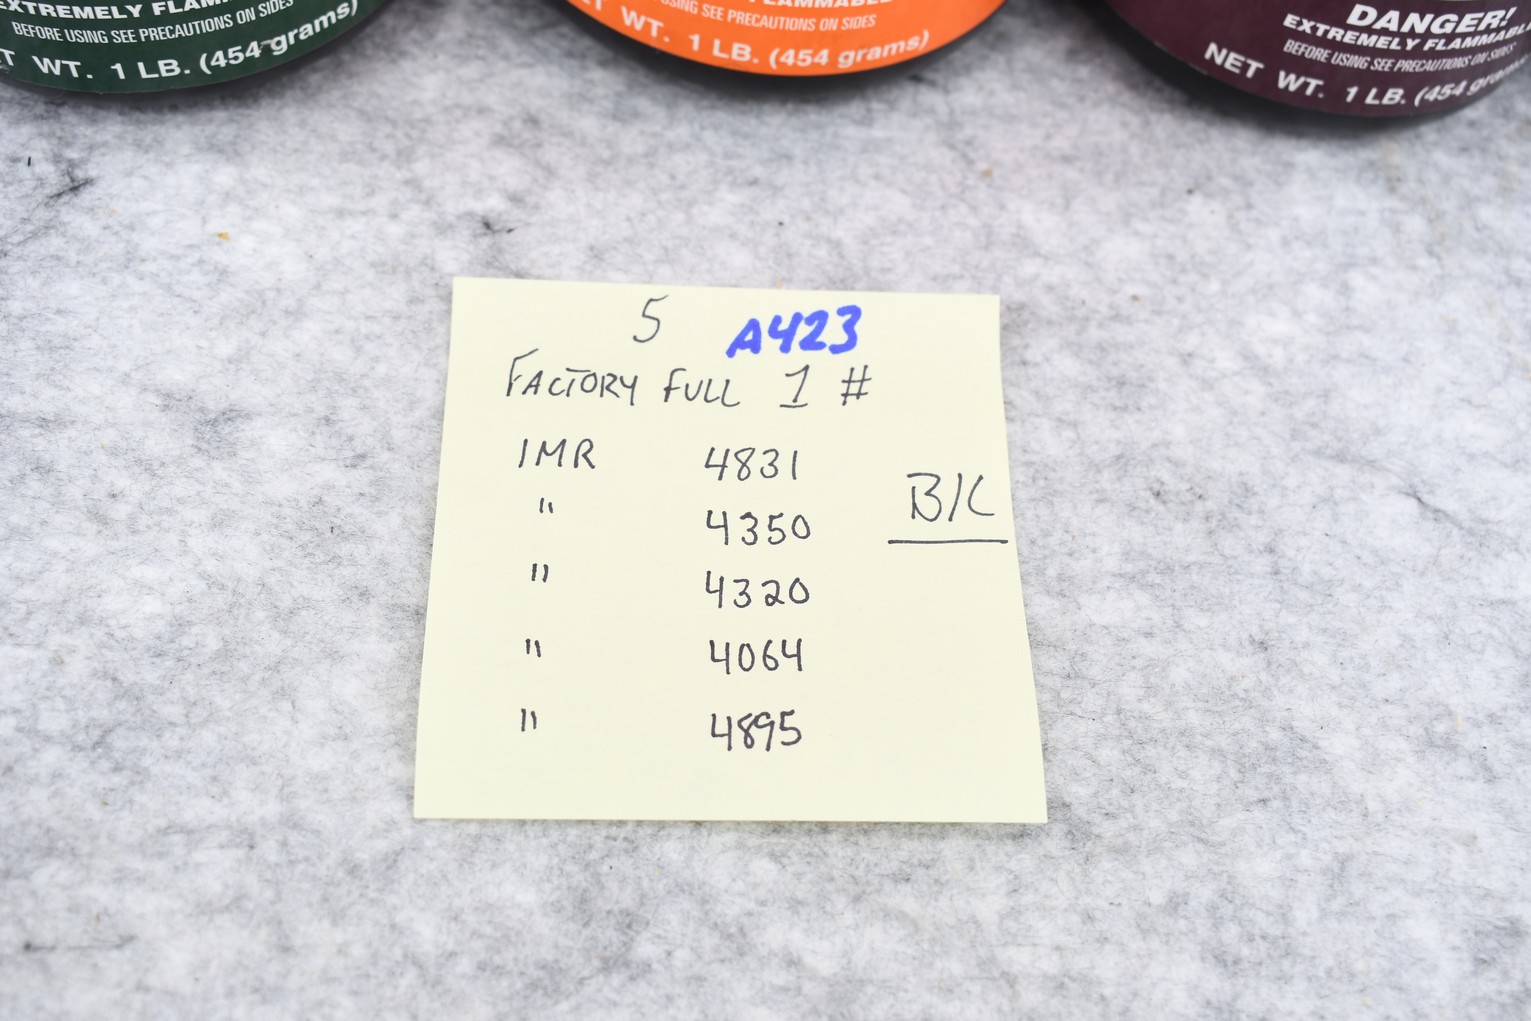 EXTREMELY FLAM
BEFORE USING SEE PRECAUTIONS ON SIDES
WT. 1 LB. (454 grams)
USING SEE PRECAUTIONS ON SIDES
WT. 1 LB. (454 grams)
DANGER!
EXTREMELY FLAMMABLE
BEFORE USING SEE PRECAUTIONS ON SIDES
NET WT. 1 LB. (454 grams
5 A423
FACTORY FULL 1 #
IMR 4831
" 4350
B/C
" 4320
" 4064
" 4895